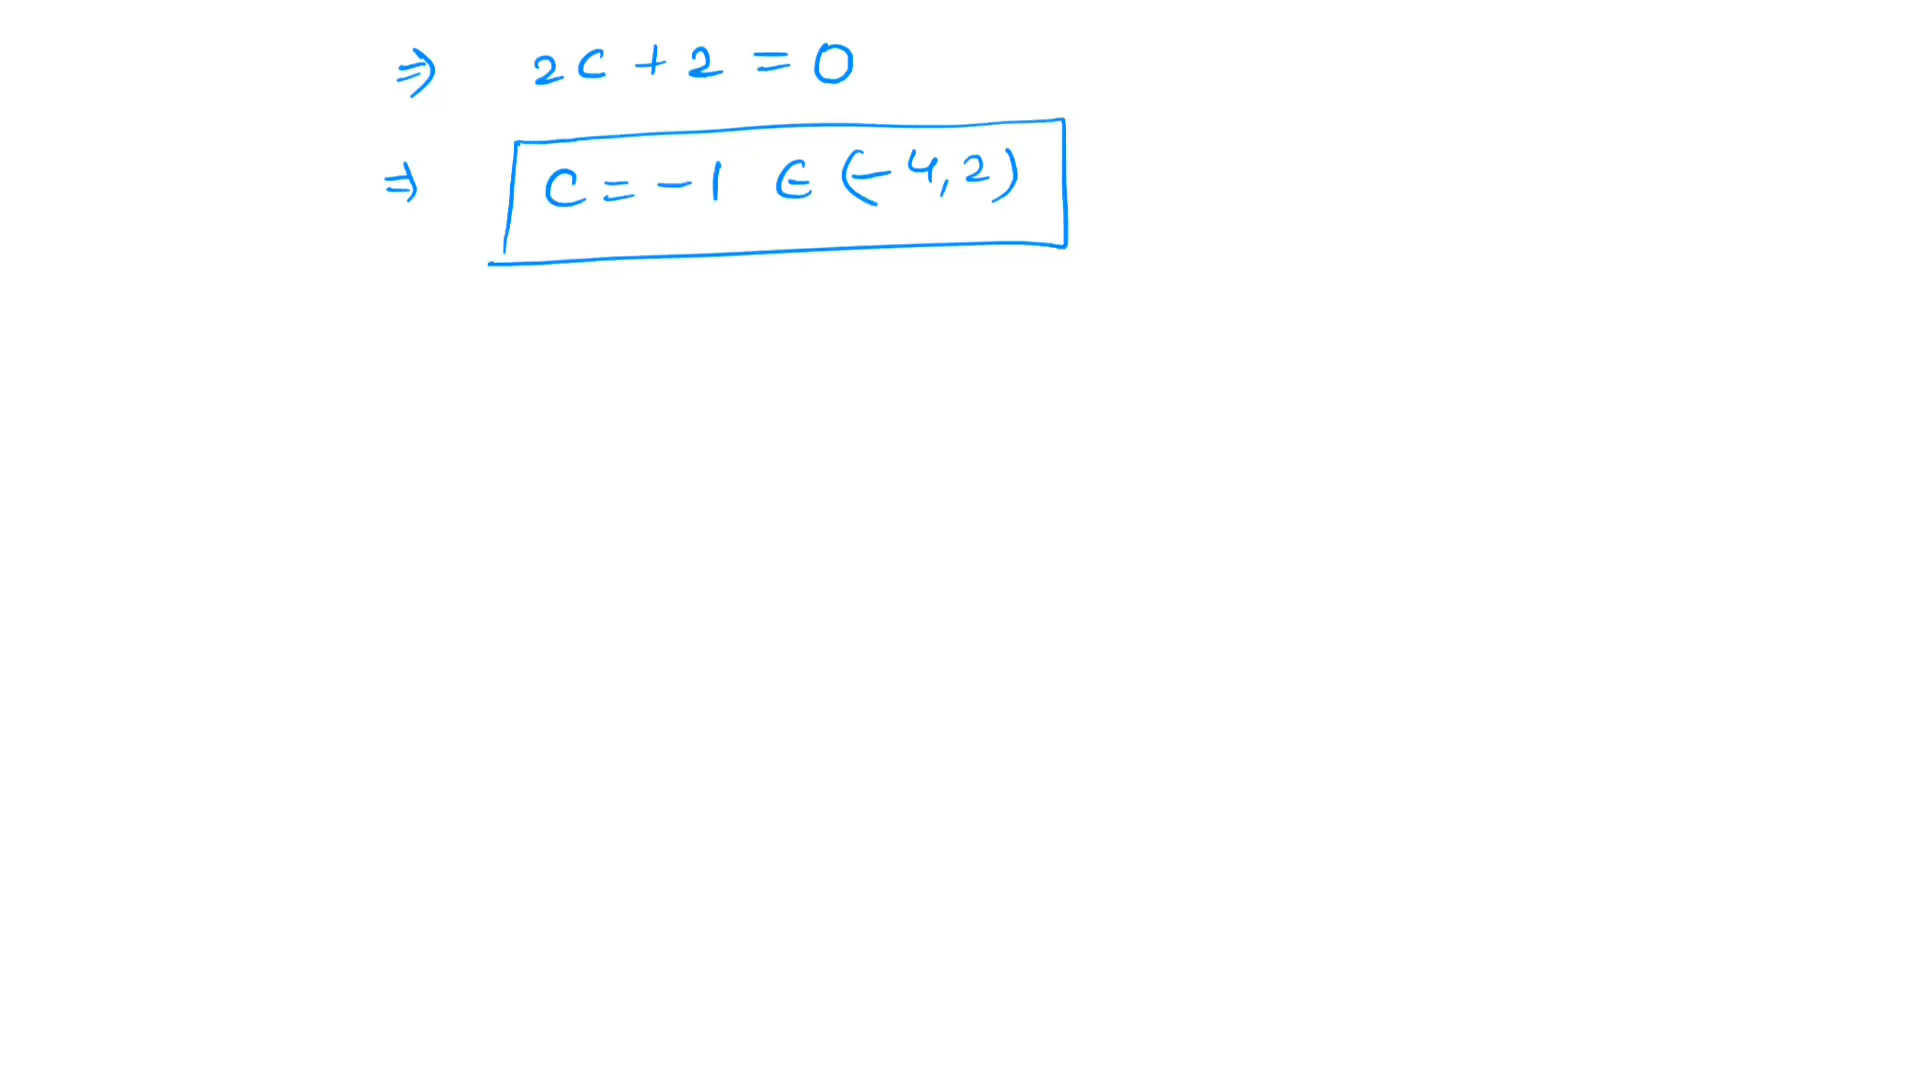 ⇒ 2c + 2 = 0
⇒ c = -1 ∈ (-4, 2)